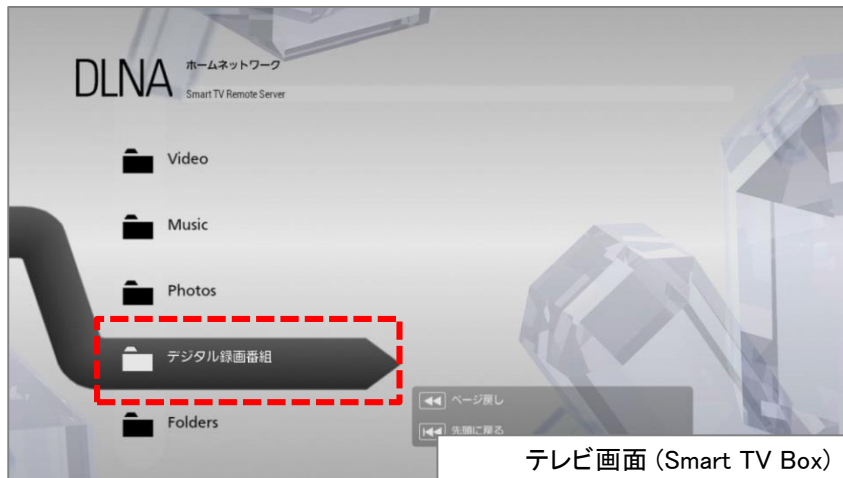 DLNA
ホームネットワーク
Smart TV Remote Server
Video
Music
Photos
デジタル録画番組
Folders
ページ戻し
先頭に戻る
テレビ画面 (Smart TV Box)